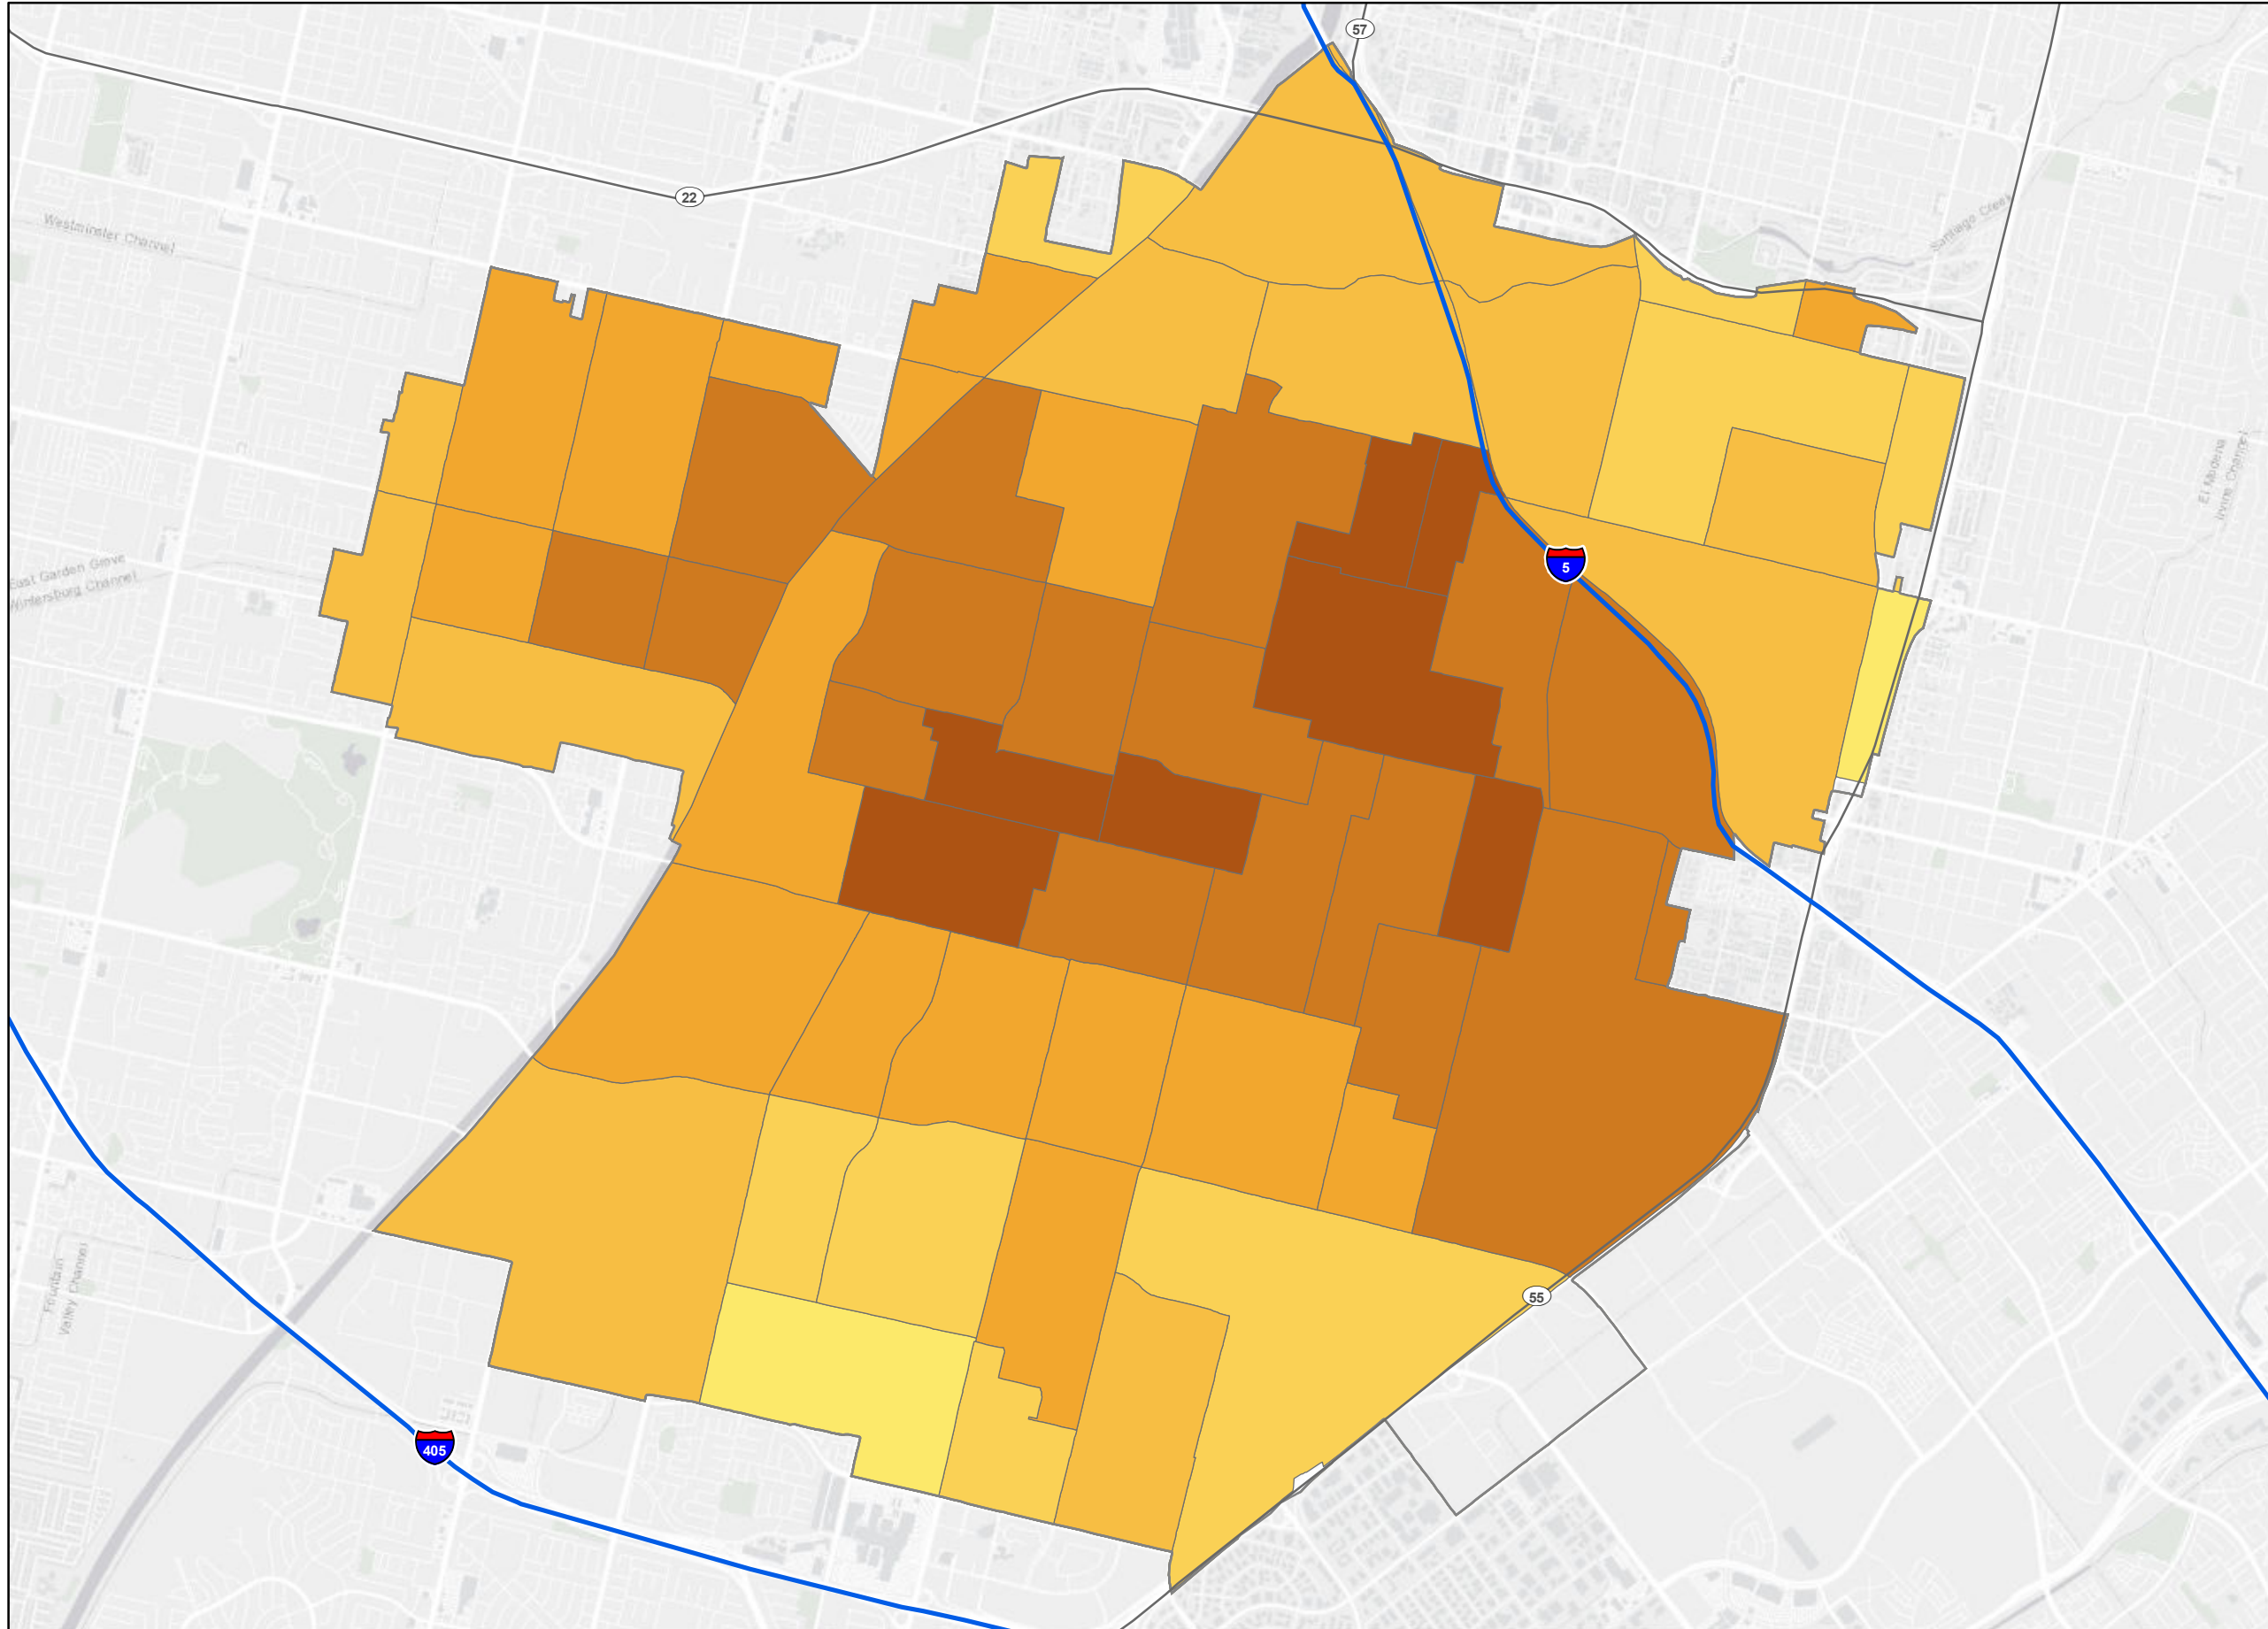 57
22
Westminster Channel
Santiago Creek
El Modena
Irvine Channel
East Garden Grove
Wintersburg Channel
5
Fountain
Valley Channel
55
405